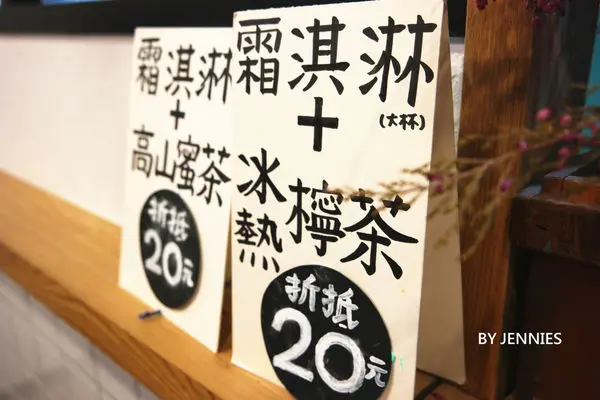 霜淇淋
+
高山蜜茶
折抵
20元
霜淇淋
(大杯)
+
冰熱檸茶
折抵
20元
BY JENNIES